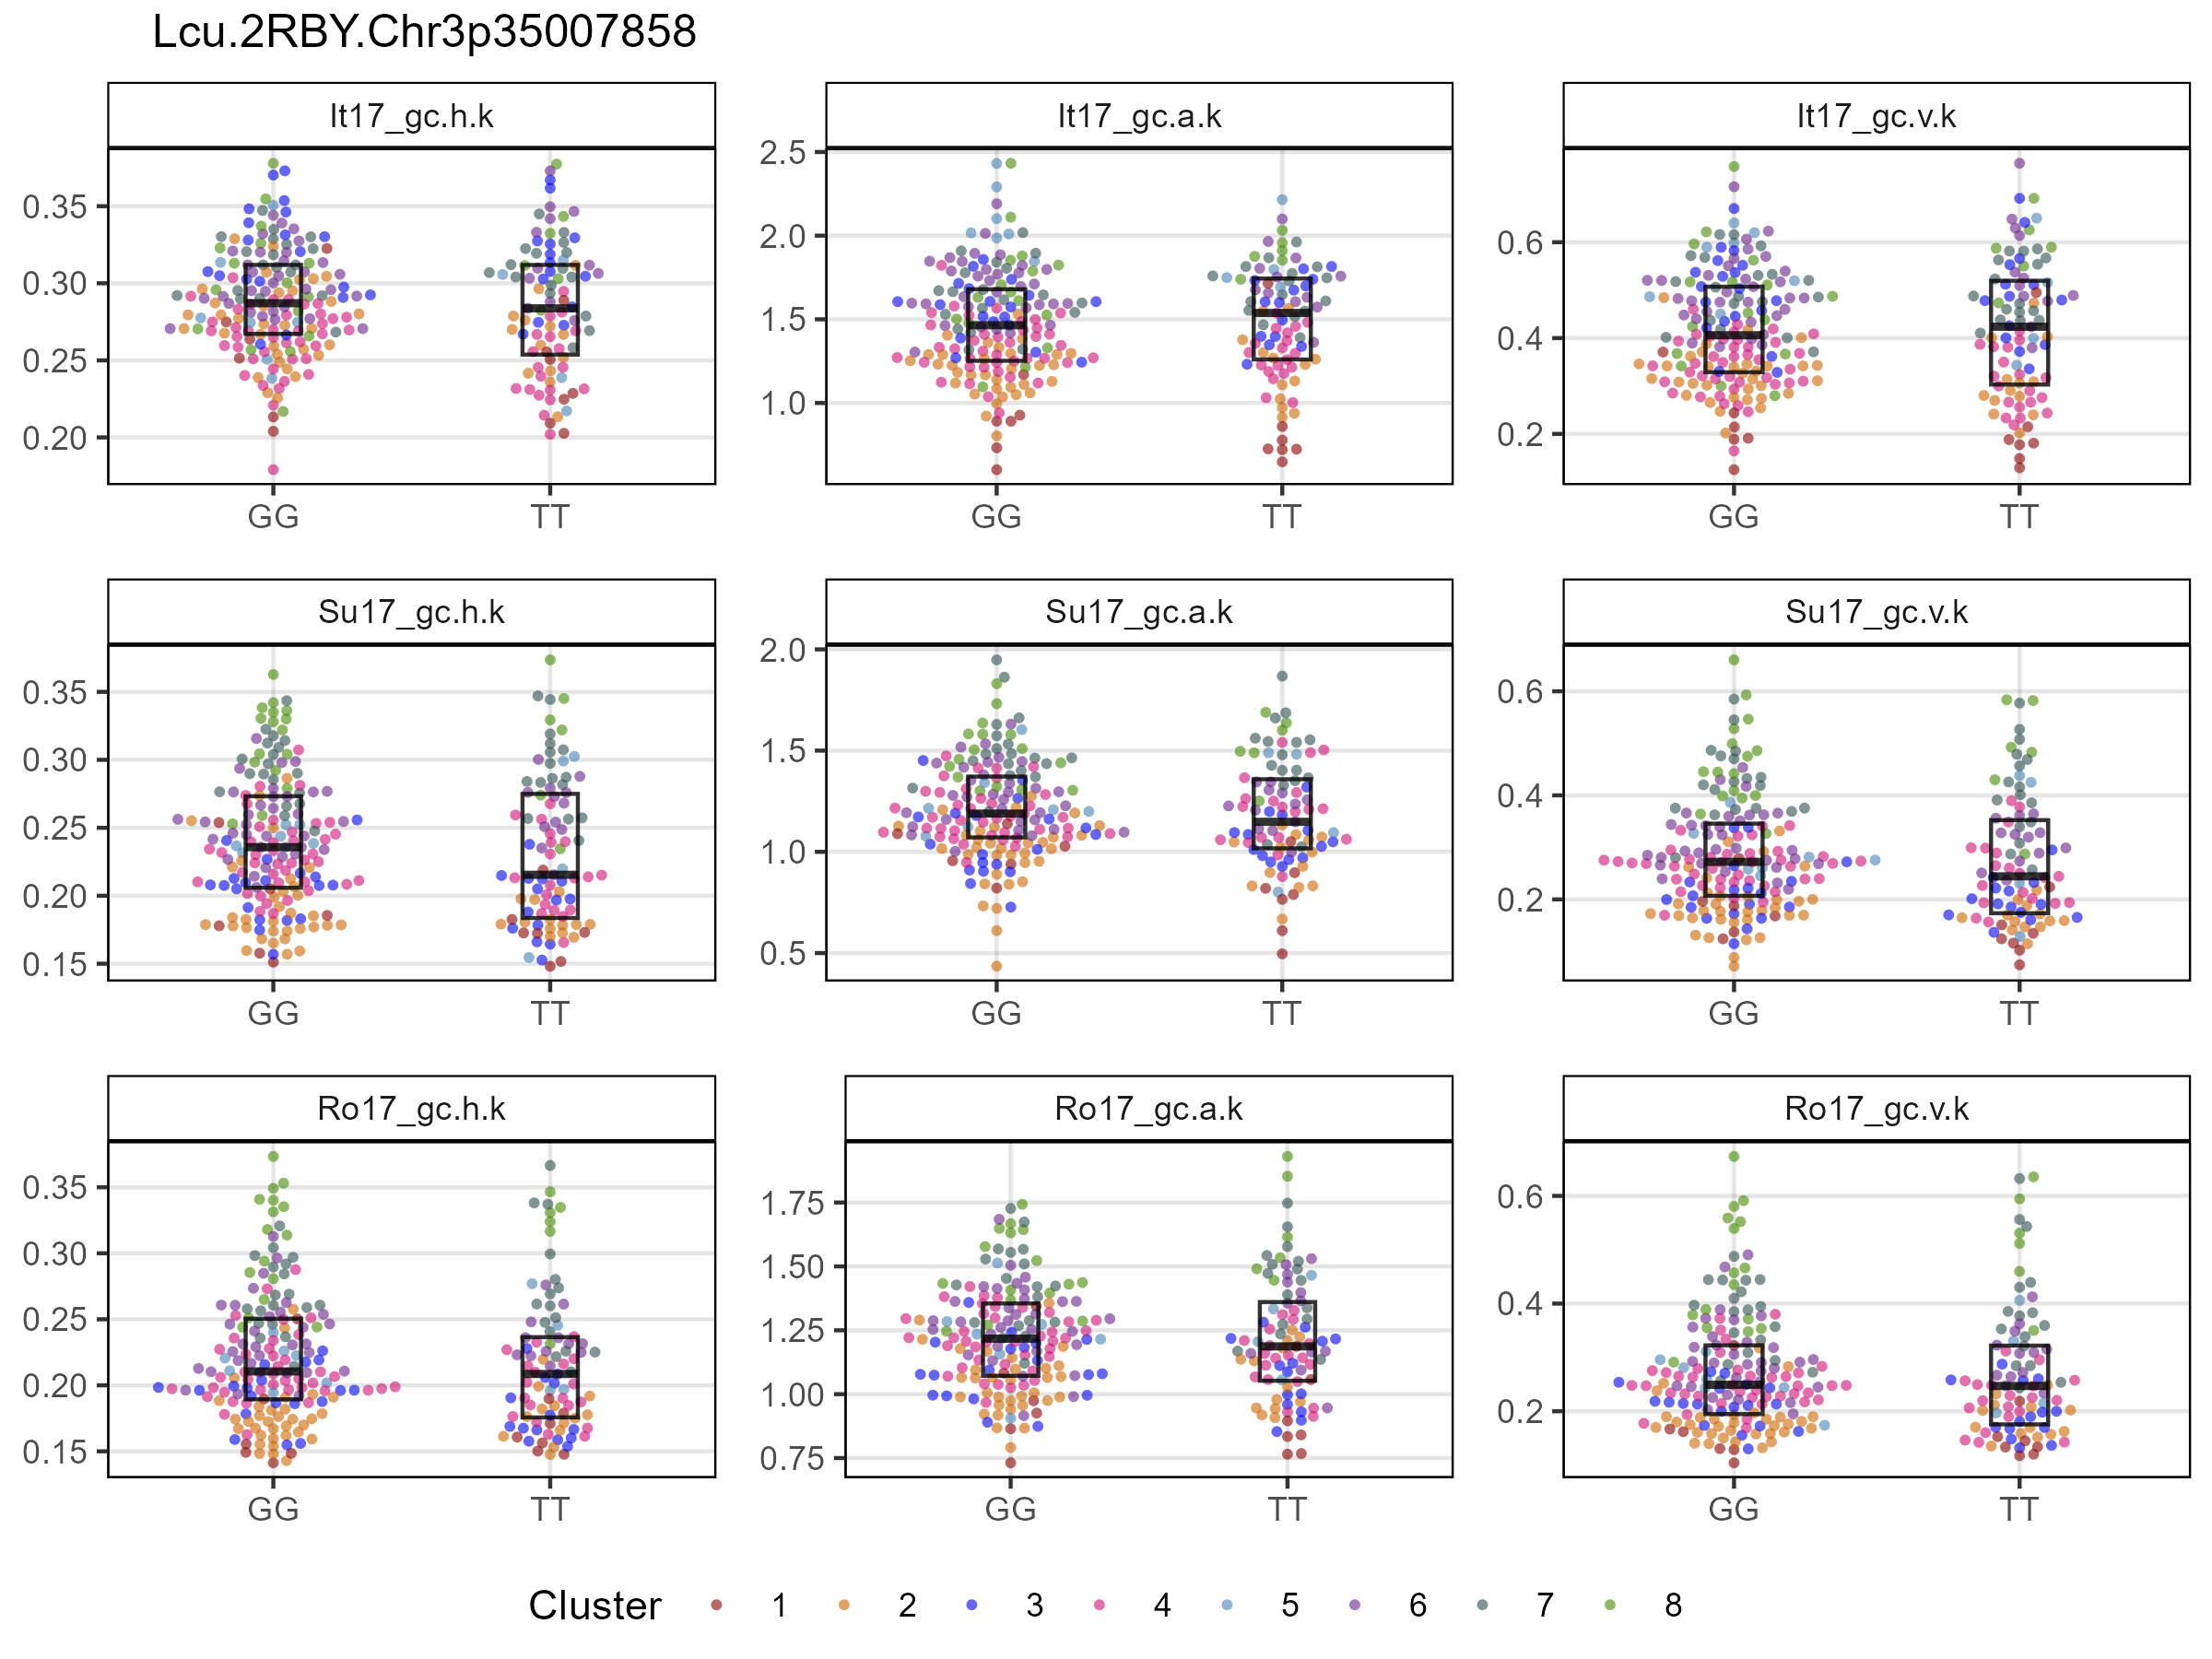 Lcu.2RBY.Chr3p35007858
It17_gc.h.k
It17_gc.a.k
It17_gc.v.k
0.35
0.30
0.25
0.20
GG TT
2.5
2.0
1.5
1.0
GG TT
0.6
0.4
0.2
GG TT
Su17_gc.h.k
Su17_gc.a.k
Su17_gc.v.k
0.35
0.30
0.25
0.20
0.15
GG TT
2.0
1.5
1.0
0.5
GG TT
0.6
0.4
0.2
GG TT
Ro17_gc.h.k
Ro17_gc.a.k
Ro17_gc.v.k
0.35
0.30
0.25
0.20
0.15
GG TT
1.75
1.50
1.25
1.00
0.75
GG TT
0.6
0.4
0.2
GG TT
Cluster 1 2 3 4 5 6 7 8